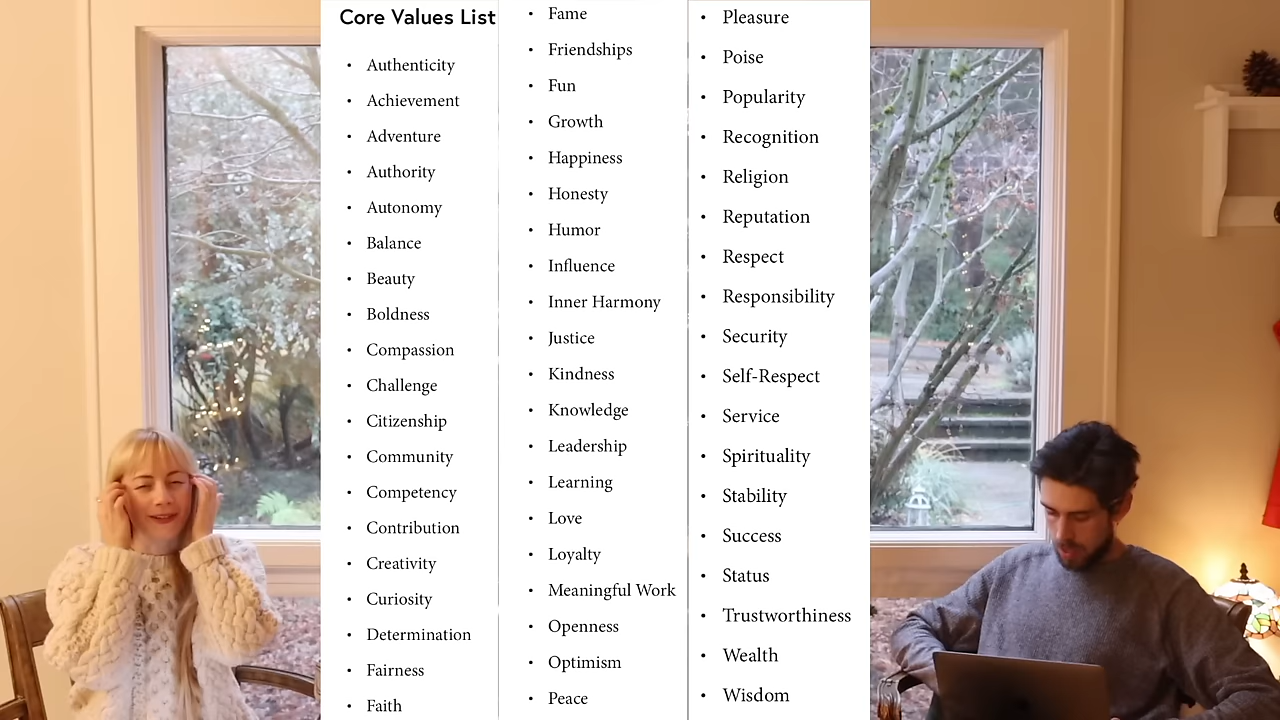 Core Values List
• Authenticity
• Achievement
• Adventure
• Authority
• Autonomy
• Balance
• Beauty
• Boldness
• Compassion
• Challenge
• Citizenship
• Community
• Competency
• Contribution
• Creativity
• Curiosity
• Determination
• Fairness
• Faith
• Fame
• Friendships
• Fun
• Growth
• Happiness
• Honesty
• Humor
• Influence
• Inner Harmony
• Justice
• Kindness
• Knowledge
• Leadership
• Learning
• Love
• Loyalty
• Meaningful Work
• Openness
• Optimism
• Peace
• Pleasure
• Poise
• Popularity
• Recognition
• Religion
• Reputation
• Respect
• Responsibility
• Security
• Self-Respect
• Service
• Spirituality
• Stability
• Success
• Status
• Trustworthiness
• Wealth
• Wisdom